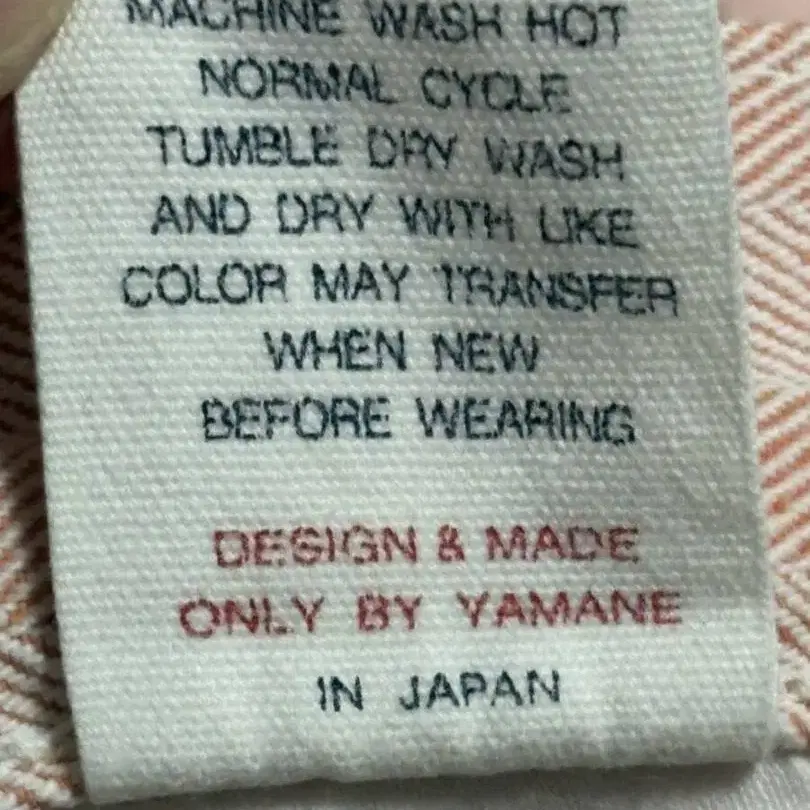 MACHINE WASH HOT
NORMAL CYCLE
TUMBLE DRY WASH
AND DRY WITH LIKE
COLOR MAY TRANSFER
WHEN NEW
BEFORE WEARING
DESIGN & MADE
ONLY BY YAMANE
IN JAPAN